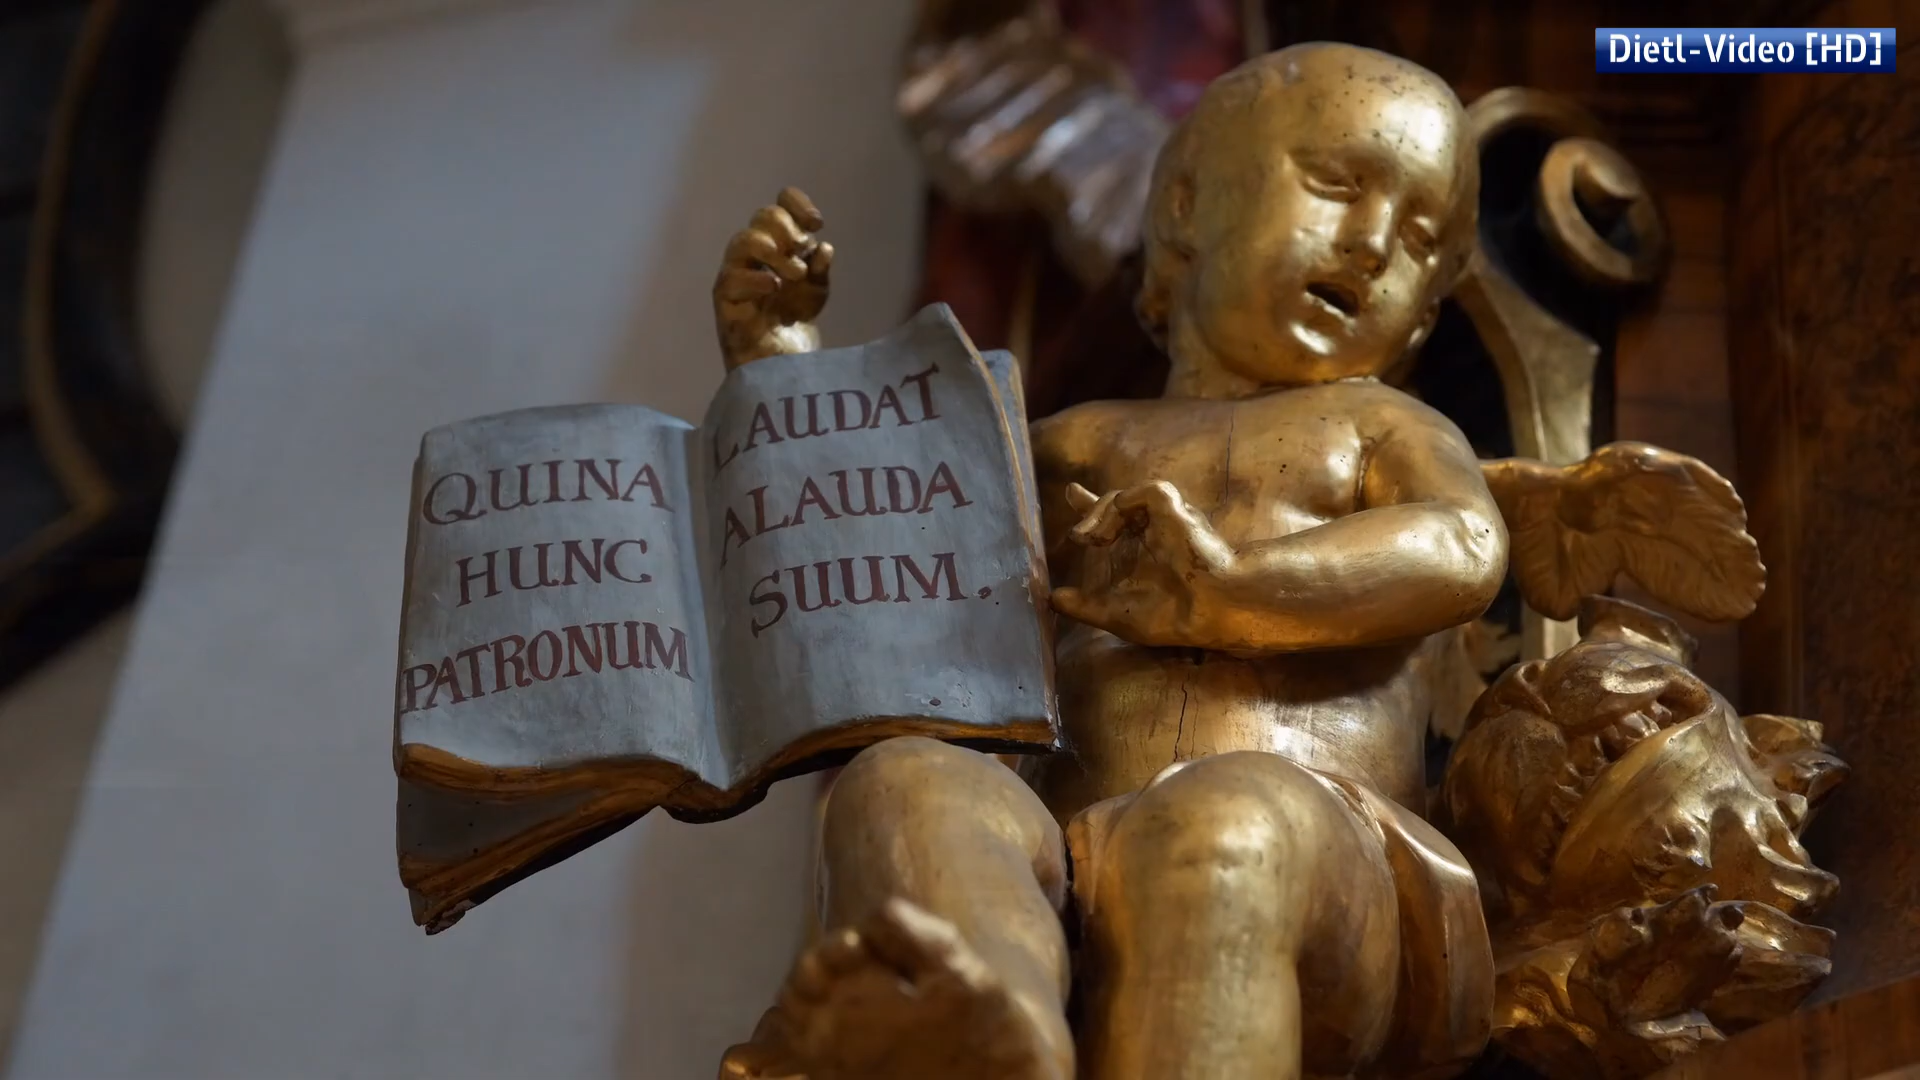 Dietl-Video [HD]
QUINA
HUNC
PATRONUM
LAUDAT
ALAUDA
SUUM.